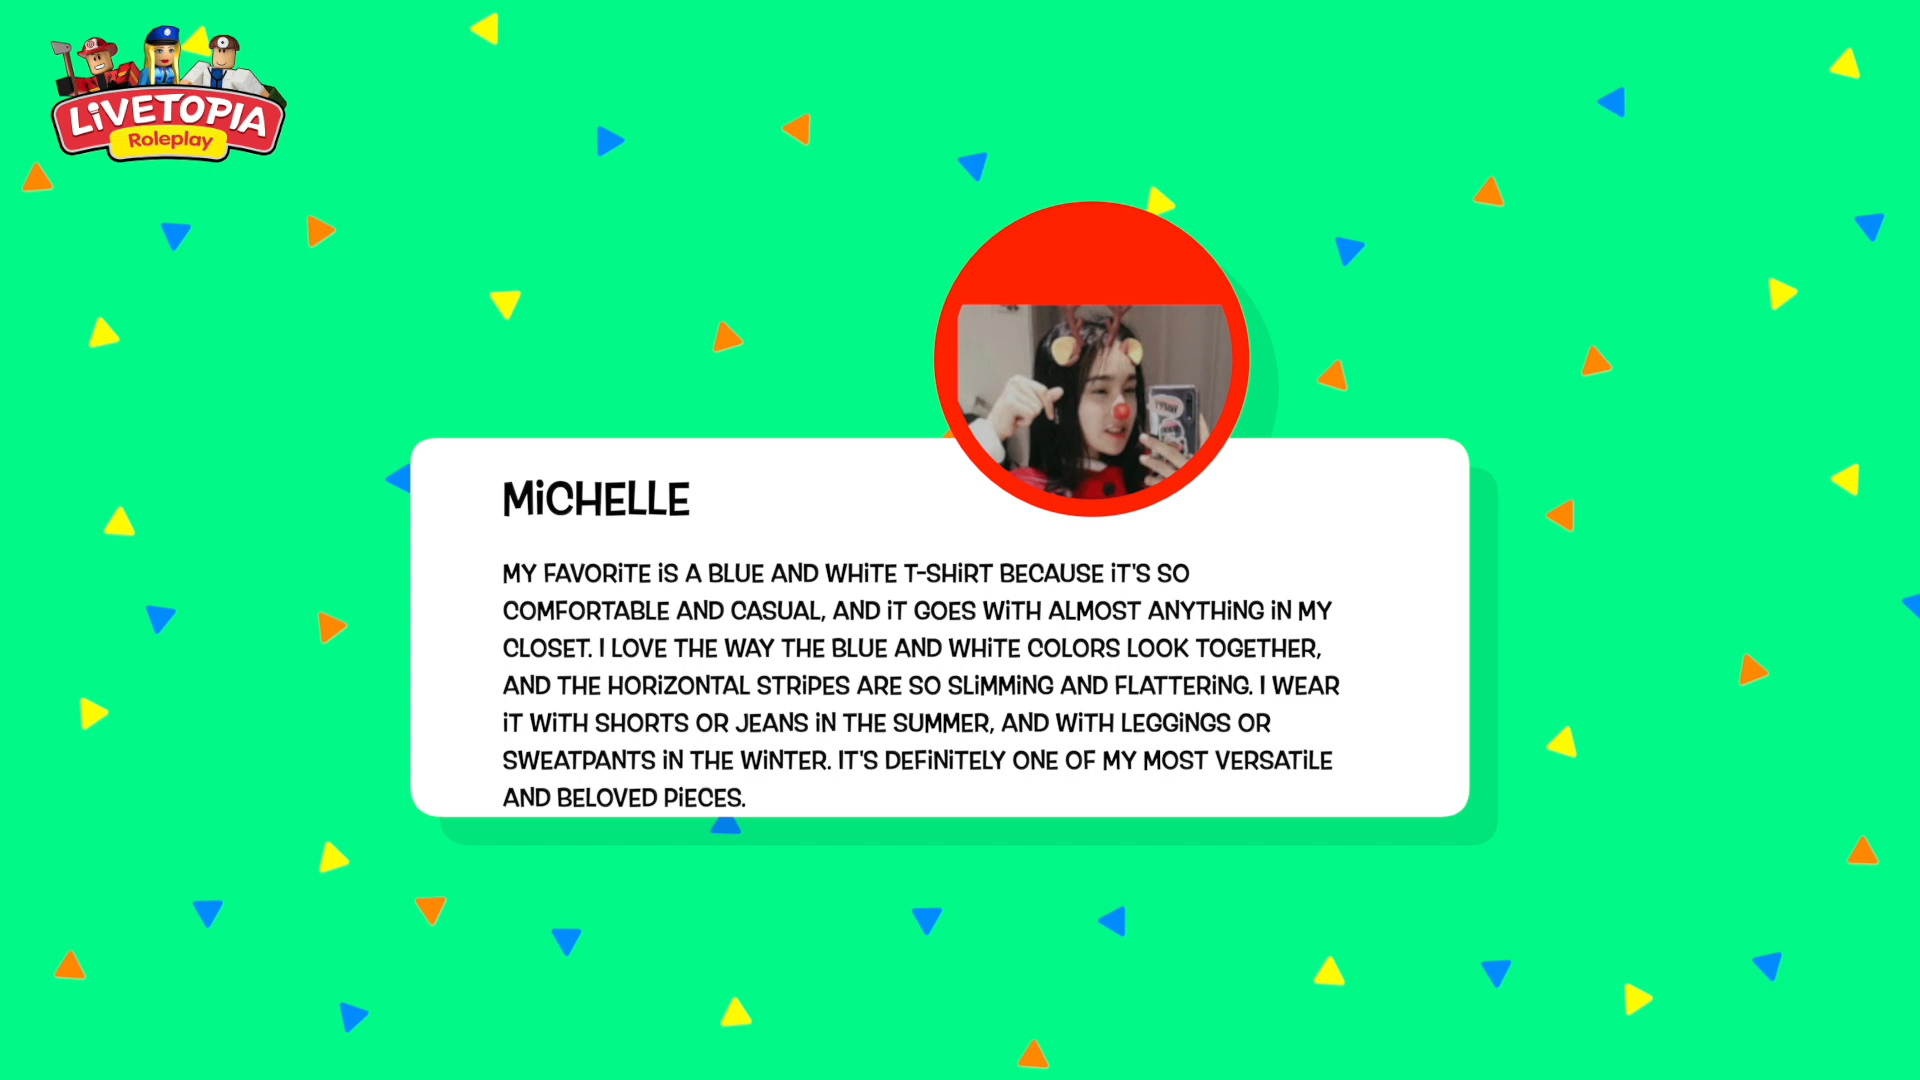 LiVETOPIA
Roleplay
MiCHELLE
MY FAVORiTE iS A BLUE AND WHiTE T-SHiRT BECAUSE iT'S SO
COMFORTABLE AND CASUAL, AND iT GOES WiTH ALMOST ANYTHiNG iN MY
CLOSET. I LOVE THE WAY THE BLUE AND WHiTE COLORS LOOK TOGETHER,
AND THE HORiZONTAL STRiPES ARE SO SLiMMiNG AND FLATTERiNG. I WEAR
iT WiTH SHORTS OR JEANS iN THE SUMMER, AND WiTH LEGGiNGS OR
SWEATPANTS iN THE WiNTER. IT'S DEFiNiTELY ONE OF MY MOST VERSATiLE
AND BELOVED PiECES.